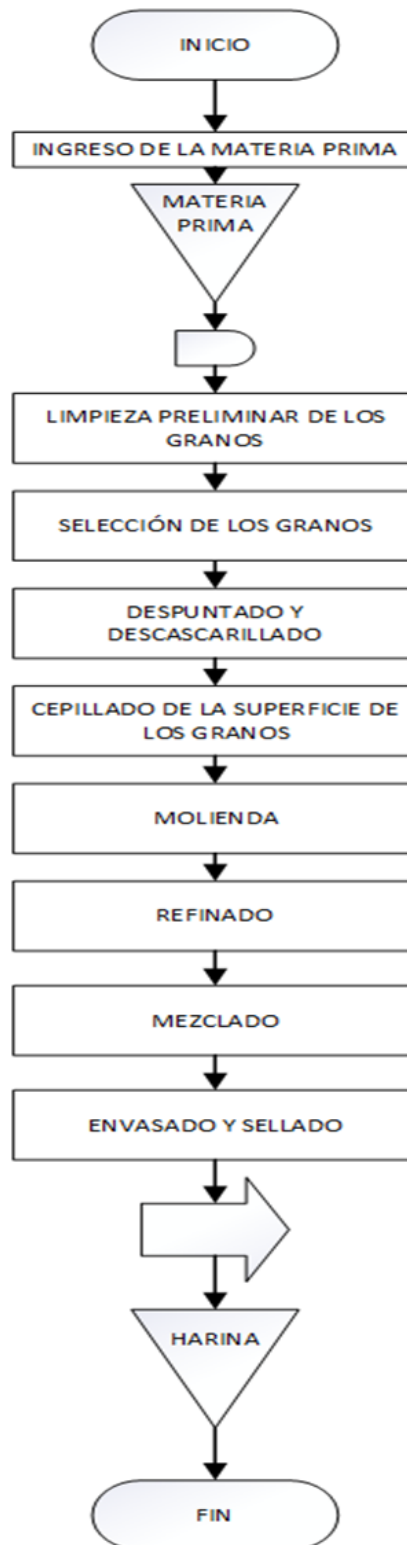 INICIO
INGRESO DE LA MATERIA PRIMA
MATERIA
PRIMA
LIMPIEZA PRELIMINAR DE LOS
GRANOS
SELECCIÓN DE LOS GRANOS
DESPUNTADO Y
DESCASCARILLADO
CEPILLADO DE LA SUPERFICIE DE
LOS GRANOS
MOLIENDA
REFINADO
MEZCLADO
ENVASADO Y SELLADO
HARINA
FIN